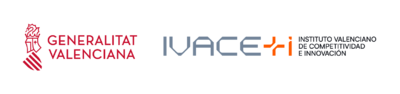 GENERALITAT
VALENCIANA
IVACE+i
INSTITUTO VALENCIANO
DE COMPETITIVIDAD
E INNOVACIÓN